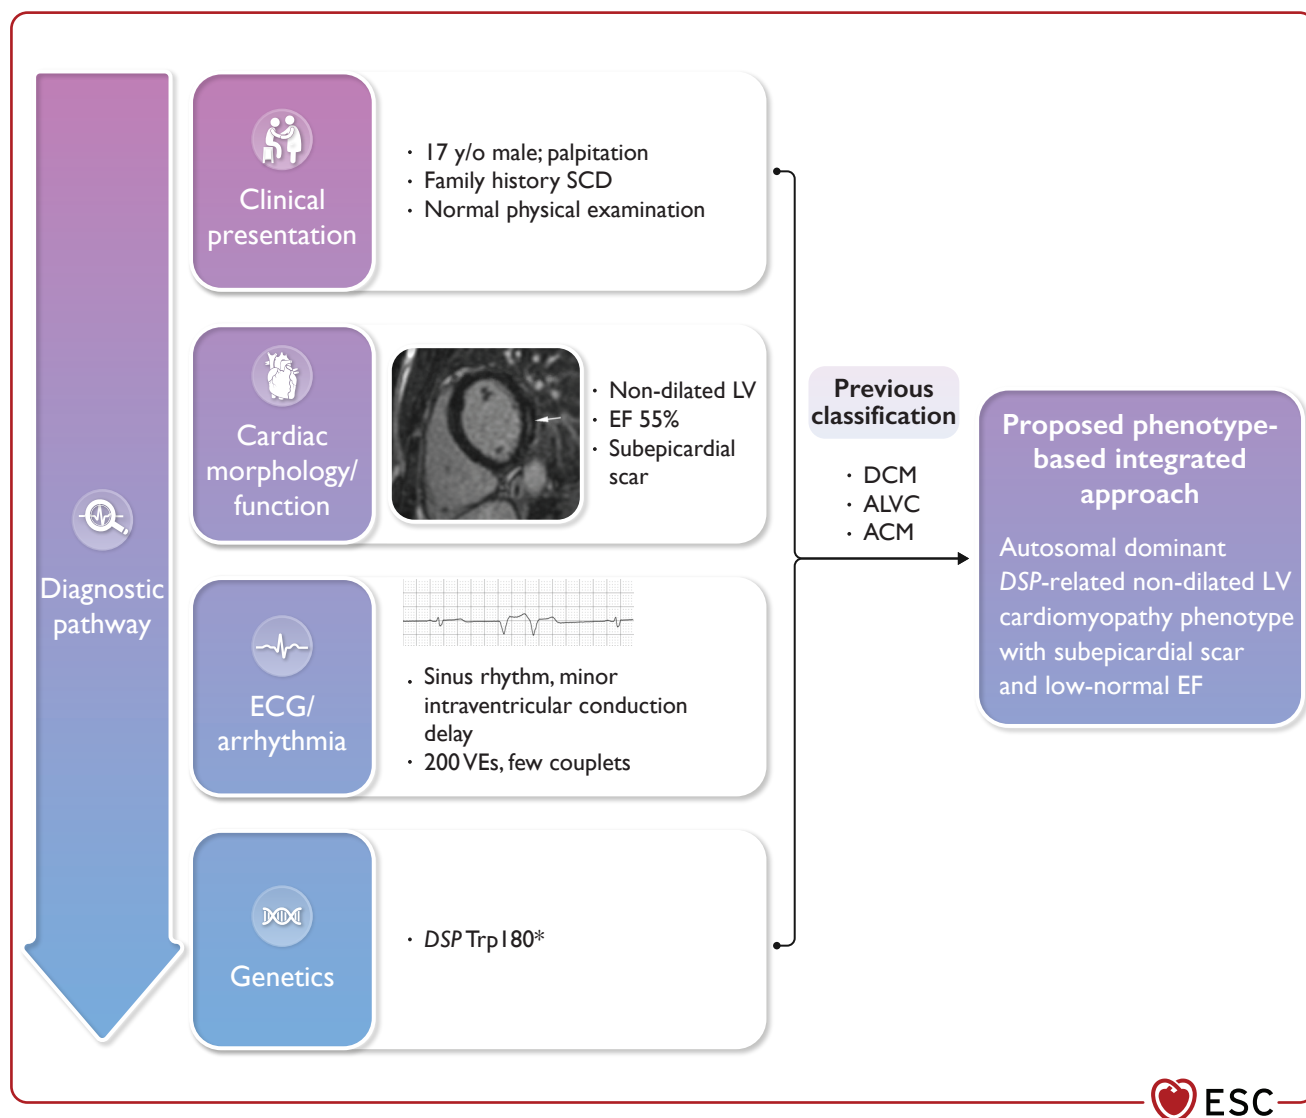 Diagnostic
pathway
Clinical
presentation
· 17 y/o male; palpitation
· Family history SCD
· Normal physical examination
Cardiac
morphology/
function
· Non-dilated LV
· EF 55%
· Subepicardial
scar
ECG/
arrhythmia
· Sinus rhythm, minor
intraventricular conduction
delay
· 200 VEs, few couplets
Genetics
· DSP Trp180*
Previous
classification
· DCM
· ALVC
· ACM
Proposed phenotype-
based integrated
approach
Autosomal dominant
DSP-related non-dilated LV
cardiomyopathy phenotype
with subepicardial scar
and low-normal EF
ESC